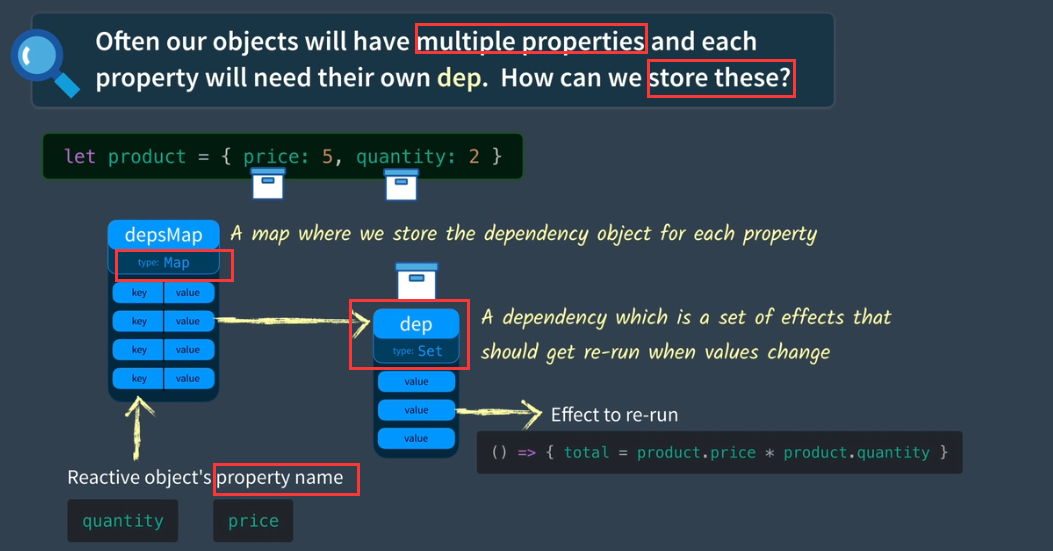 Often our objects will have multiple properties and each
property will need their own dep. How can we store these?
let product = { price: 5, quantity: 2 }
depsMap
type: Map
A map where we store the dependency object for each property
key value
key value
key value
key value
dep
type: Set
A dependency which is a set of effects that
should get re-run when values change
value
value
value
Effect to re-run
() => { total = product.price * product.quantity }
Reactive object's property name
quantity price